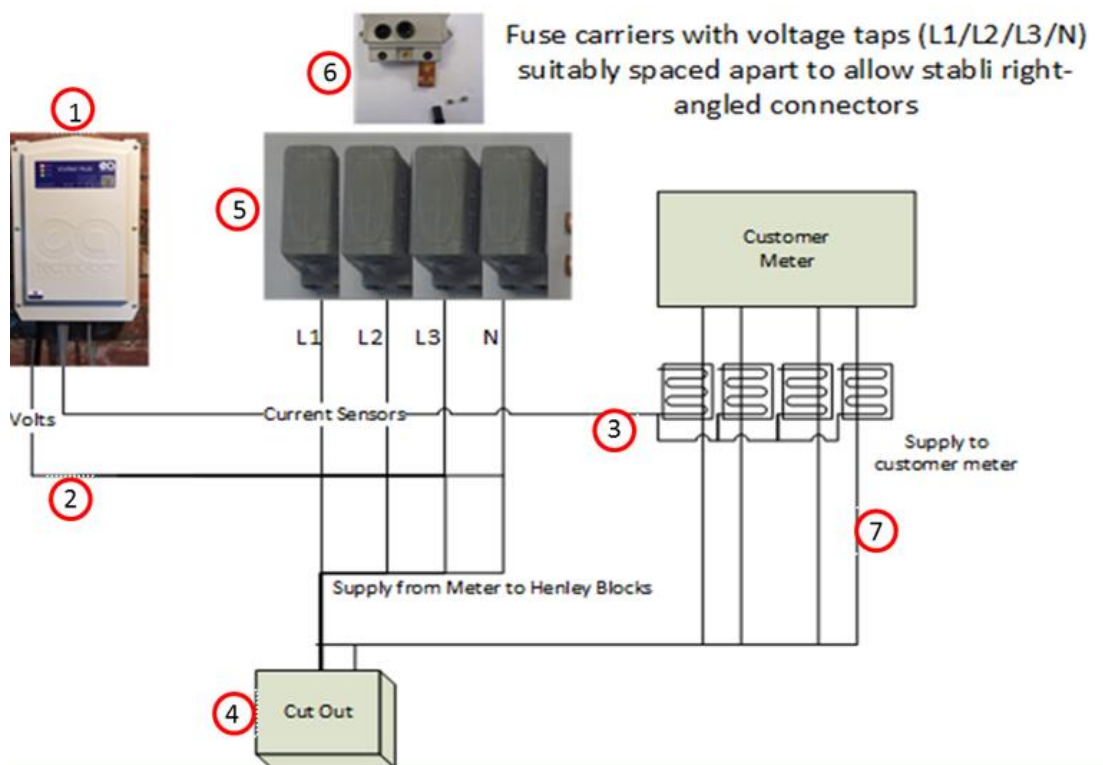 Fuse carriers with voltage taps (L1/L2/L3/N)
suitably spaced apart to allow stabli right-
angled connectors
6
1
5
Customer
Meter
L1
L2
L3
N
Volts
Current Sensors
3
Supply to
customer meter
2
7
Supply from Meter to Henley Blocks
4
Cut Out